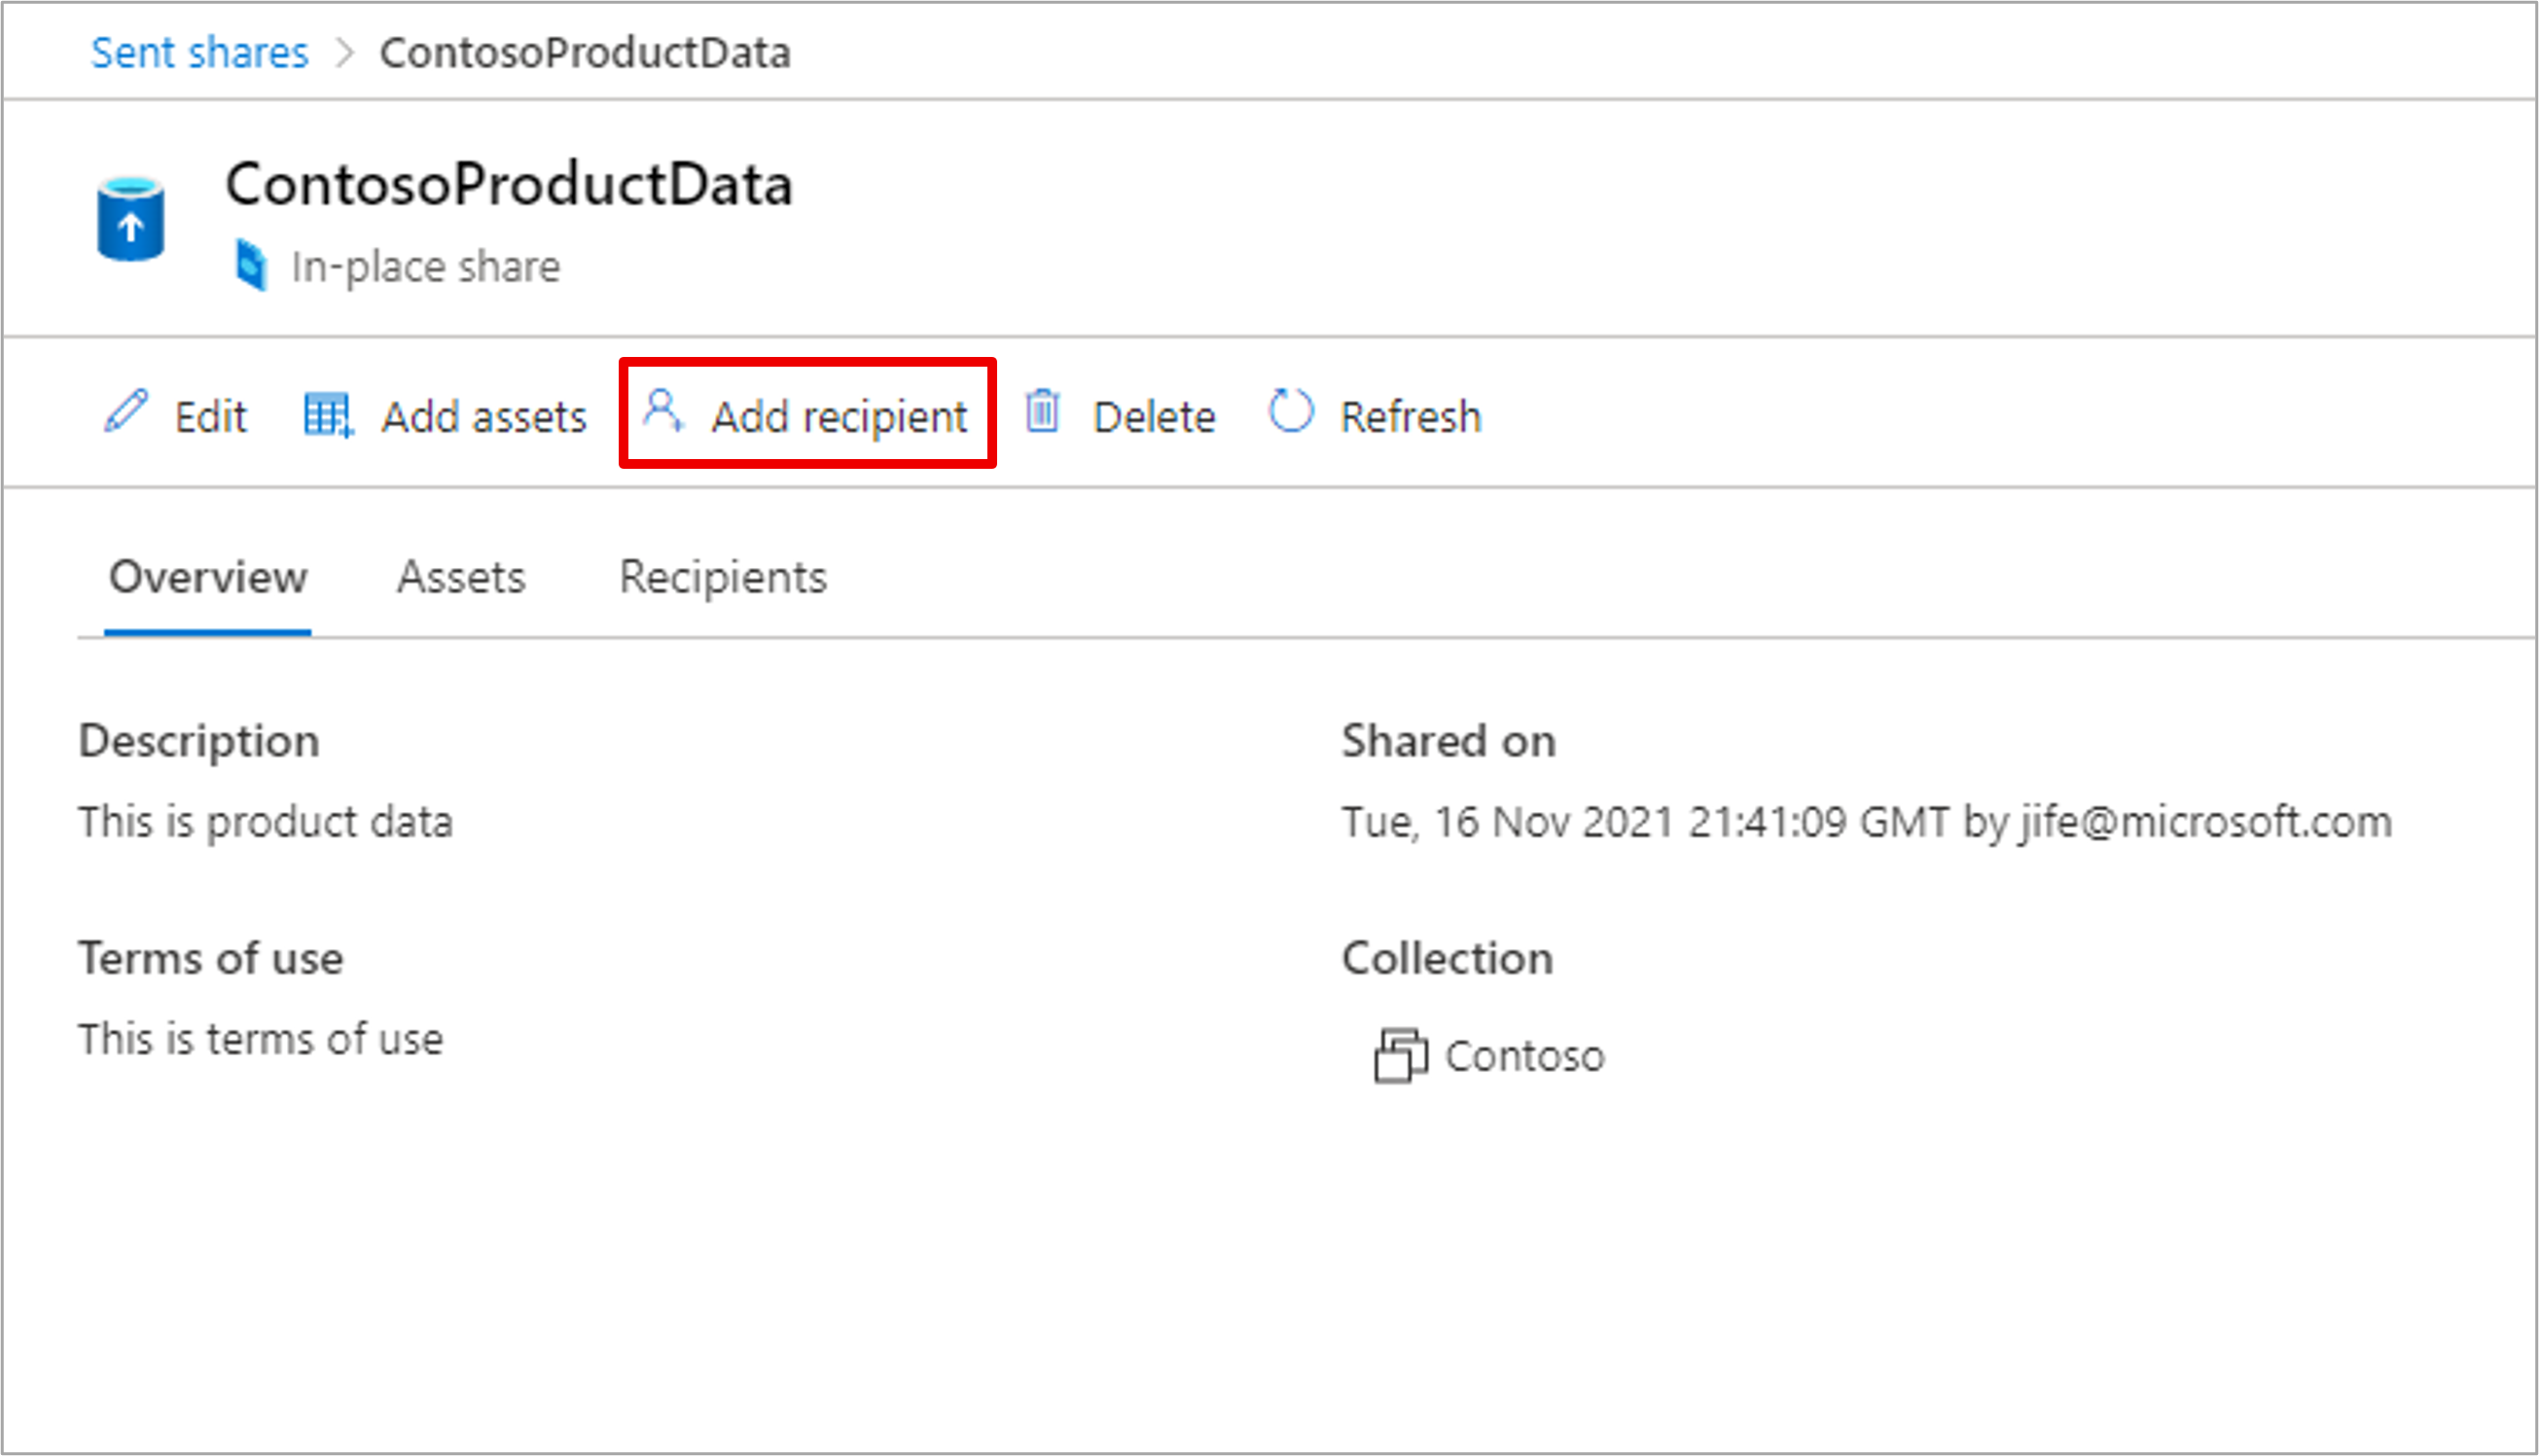 Sent shares > ContosoProductData
ContosoProductData
In-place share
Edit Add assets Add recipient Delete Refresh
Overview Assets Recipients
Description
This is product data
Shared on
Tue, 16 Nov 2021 21:41:09 GMT by jife@microsoft.com
Terms of use
This is terms of use
Collection
Contoso